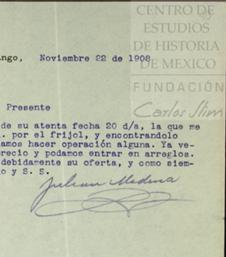 CENTRO DE
ESTUDIOS
DE HISTORIA
DE MEXICO
FUNDACIÓN
Carlos Slim
ngo, Noviembre 22 de 1908
Presente
de su atenta fecha 20 d/a, la que me
. por el frijol, y encontrandolo
amos hacer operación alguna. Ya ve-
recio y podamos entrar en arreglos.
debidamente su oferta, y como siem-
o y S. S.
Julian Medina